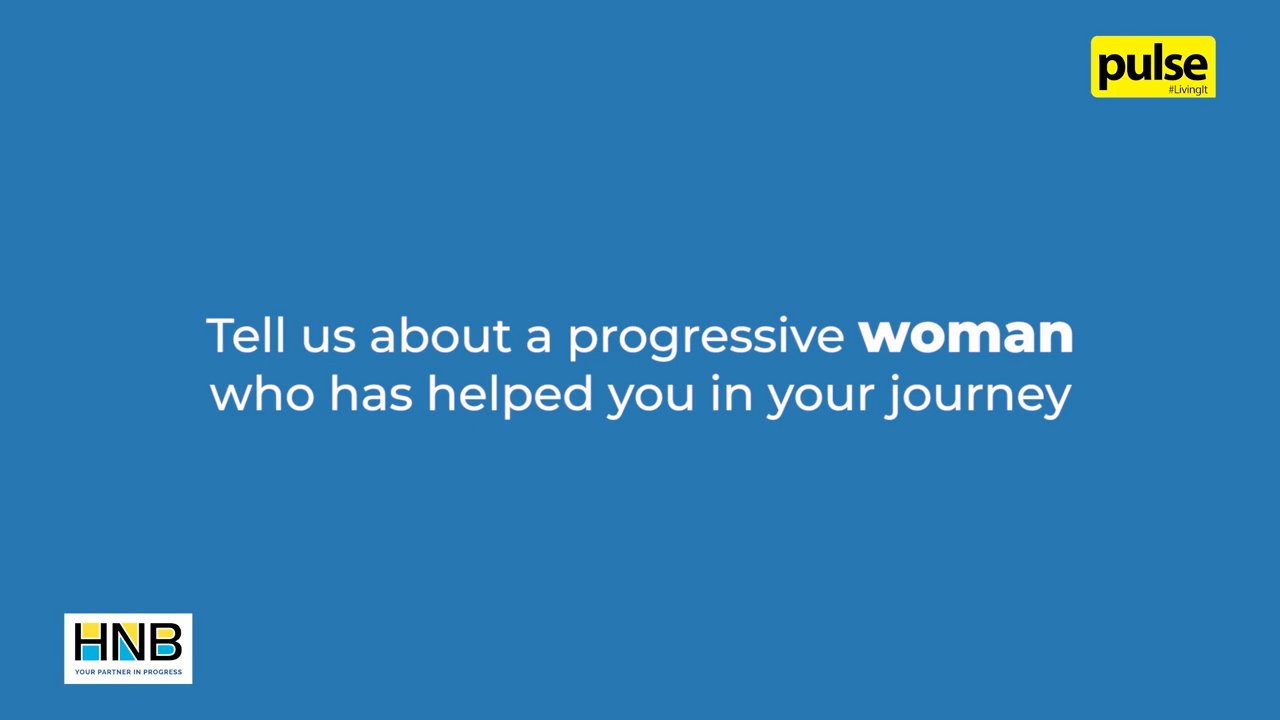 pulse
#LivingIt
Tell us about a progressive woman
who has helped you in your journey
HNB
YOUR PARTNER IN PROGRESS